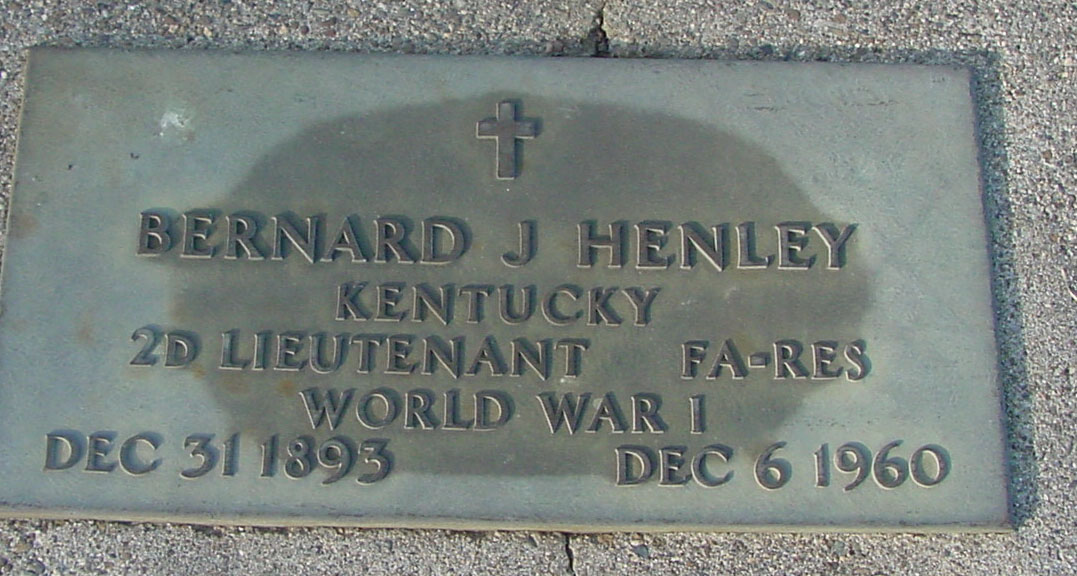 BERNARD J HENLEY
KENTUCKY
2D LIEUTENANT FA-RES
WORLD WAR I
DEC 31 1893 DEC 6 1960